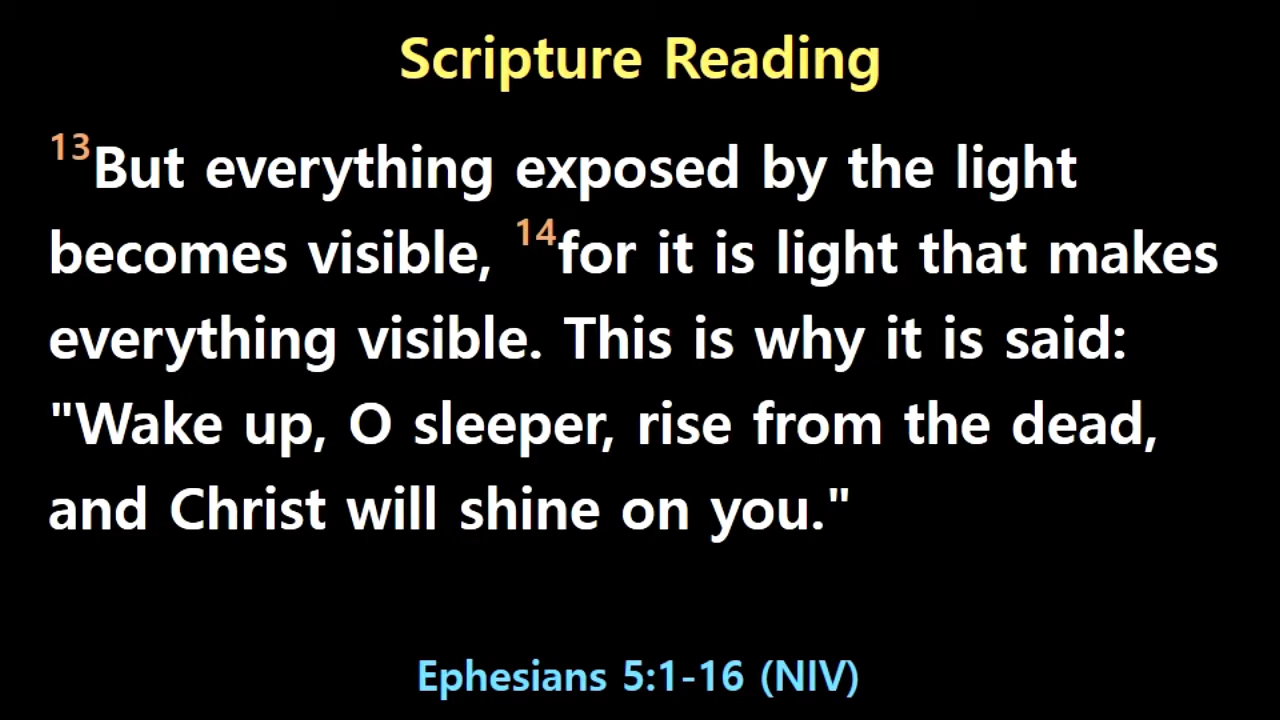 Scripture Reading
13But everything exposed by the light
becomes visible, 14for it is light that makes
everything visible. This is why it is said:
"Wake up, O sleeper, rise from the dead,
and Christ will shine on you."
Ephesians 5:1-16 (NIV)